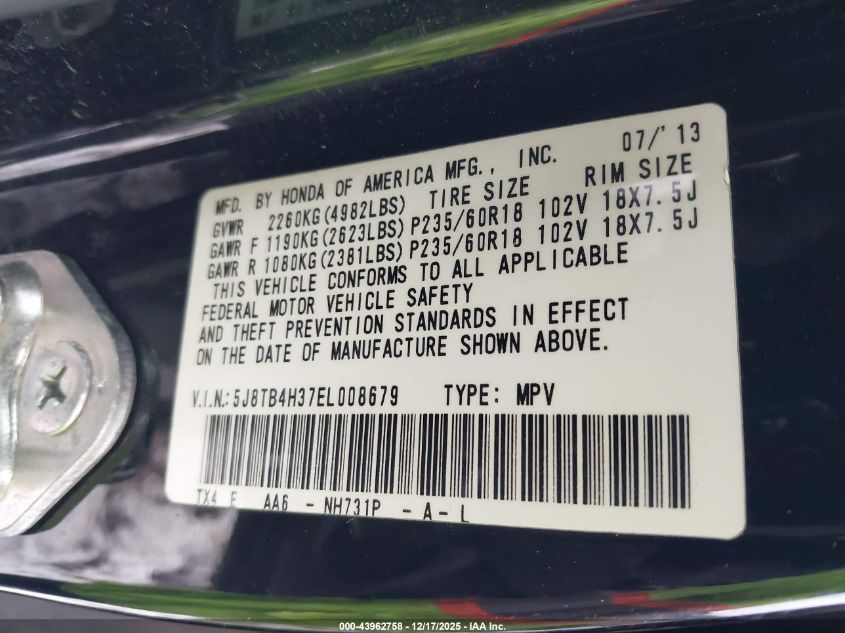 MFD. BY HONDA OF AMERICA MFG., INC. 07/'13
GVWR 2260KG(4982LBS) TIRE SIZE RIM SIZE
GAWR F 1190KG(2623LBS) P235/60R18 102V 18X7.5J
GAWR R 1080KG(2381LBS) P235/60R18 102V 18X7.5J
THIS VEHICLE CONFORMS TO ALL APPLICABLE
FEDERAL MOTOR VEHICLE SAFETY
AND THEFT PREVENTION STANDARDS IN EFFECT
ON THE DATE OF MANUFACTURE SHOWN ABOVE.
V.I.N.: 5J8TB4H37EL008679 TYPE: MPV
TX4 E AA6 - NH731P - A - L
000-43962758 - 12/17/2025 - IAA Inc.